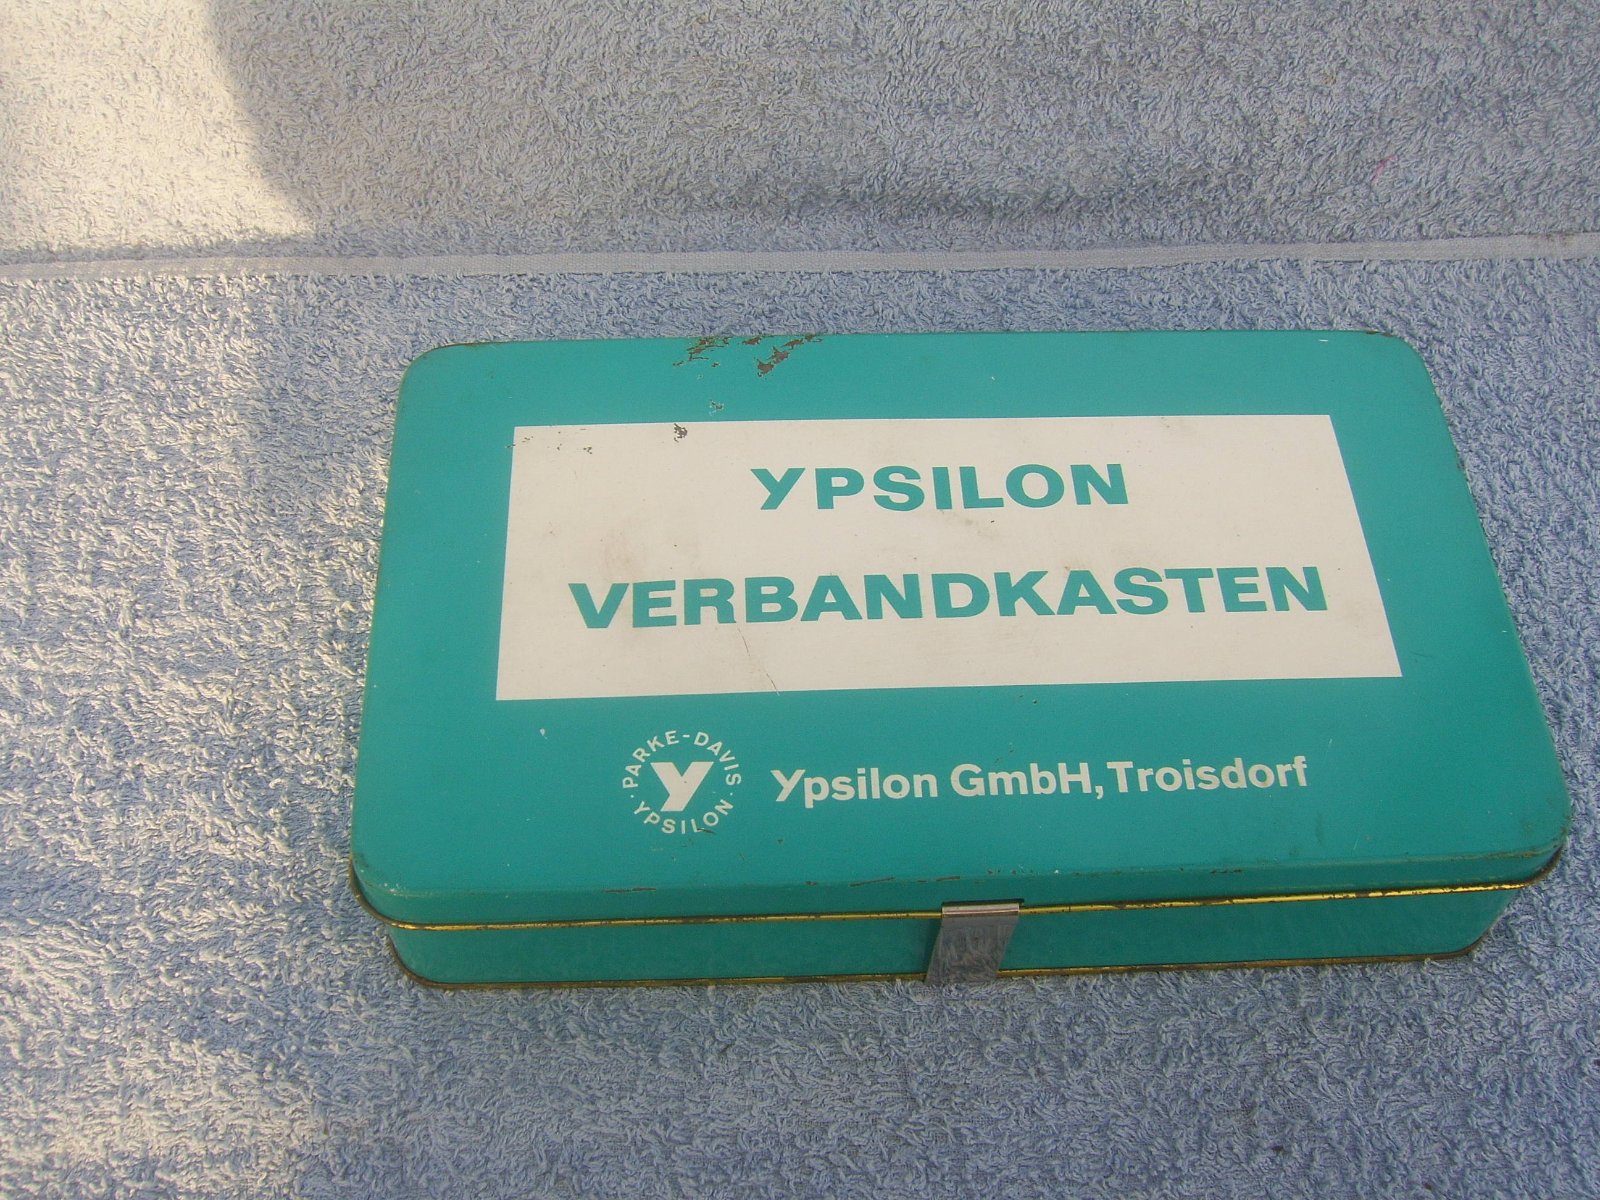 YPSILON
VERBANDKASTEN
· PARKE-DAVIS ·
YPSILON
Y
Ypsilon GmbH, Troisdorf